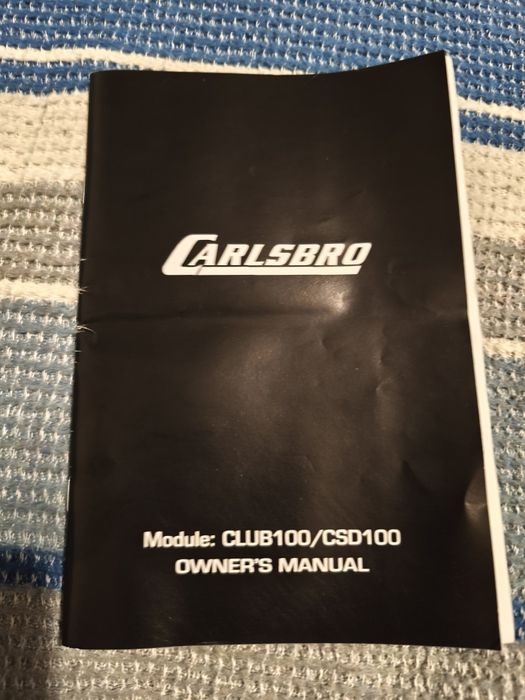 CARLSBRO
Module: CLUB100/CSD100
OWNER'S MANUAL